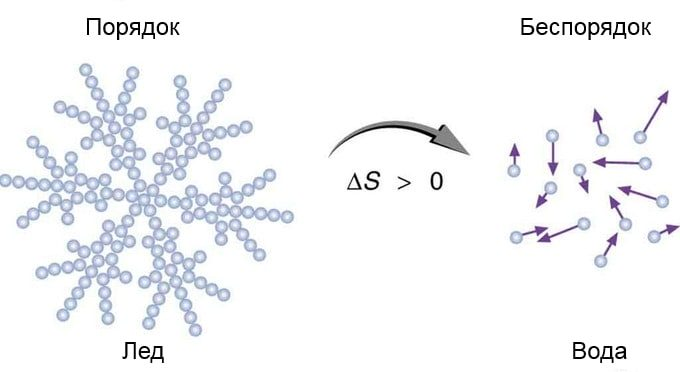 Порядок
Беспорядок
ΔS > 0
Лед
Вода